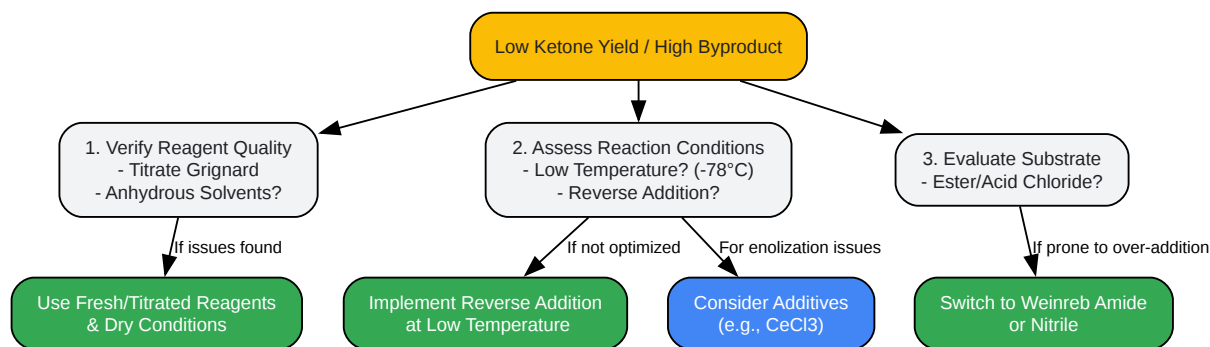 Low Ketone Yield / High Byproduct
1. Verify Reagent Quality
- Titrate Grignard
- Anhydrous Solvents?
2. Assess Reaction Conditions
- Low Temperature? (-78°C)
- Reverse Addition?
3. Evaluate Substrate
- Ester/Acid Chloride?
If issues found
If not optimized
For enolization issues
If prone to over-addition
Use Fresh/Titrated Reagents
& Dry Conditions
Implement Reverse Addition
at Low Temperature
Consider Additives
(e.g., CeCl3)
Switch to Weinreb Amide
or Nitrile